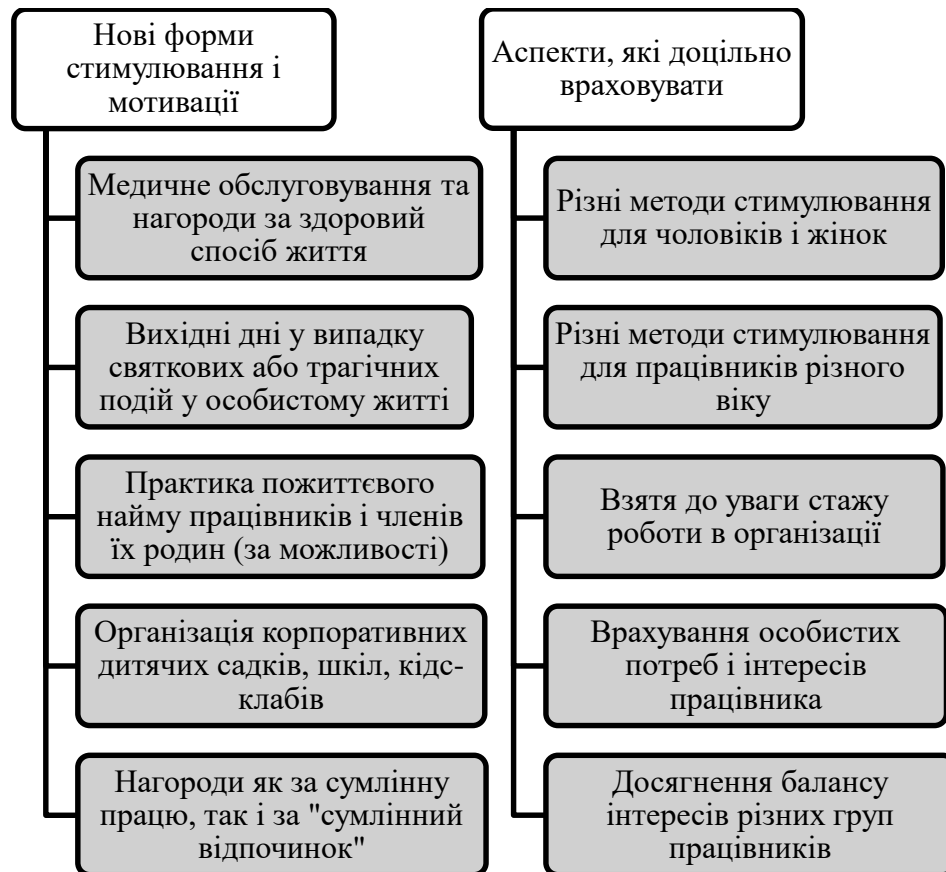 Нові форми
стимулювання і
мотивації
Медичне обслуговування та
нагороди за здоровий
спосіб життя
Вихідні дні у випадку
святкових або трагічних
подій у особистому житті
Практика пожиттєвого
найму працівників і членів
їх родин (за можливості)
Організація корпоративних
дитячих садків, шкіл, кідс-
клабів
Нагороди як за сумлінну
працю, так і за "сумлінний
відпочинок"
Аспекти, які доцільно
враховувати
Різні методи стимулювання
для чоловіків і жінок
Різні методи стимулювання
для працівників різного
віку
Взятя до уваги стажу
роботи в організації
Врахування особистих
потреб і інтересів
працівника
Досягнення балансу
інтересів різних груп
працівників